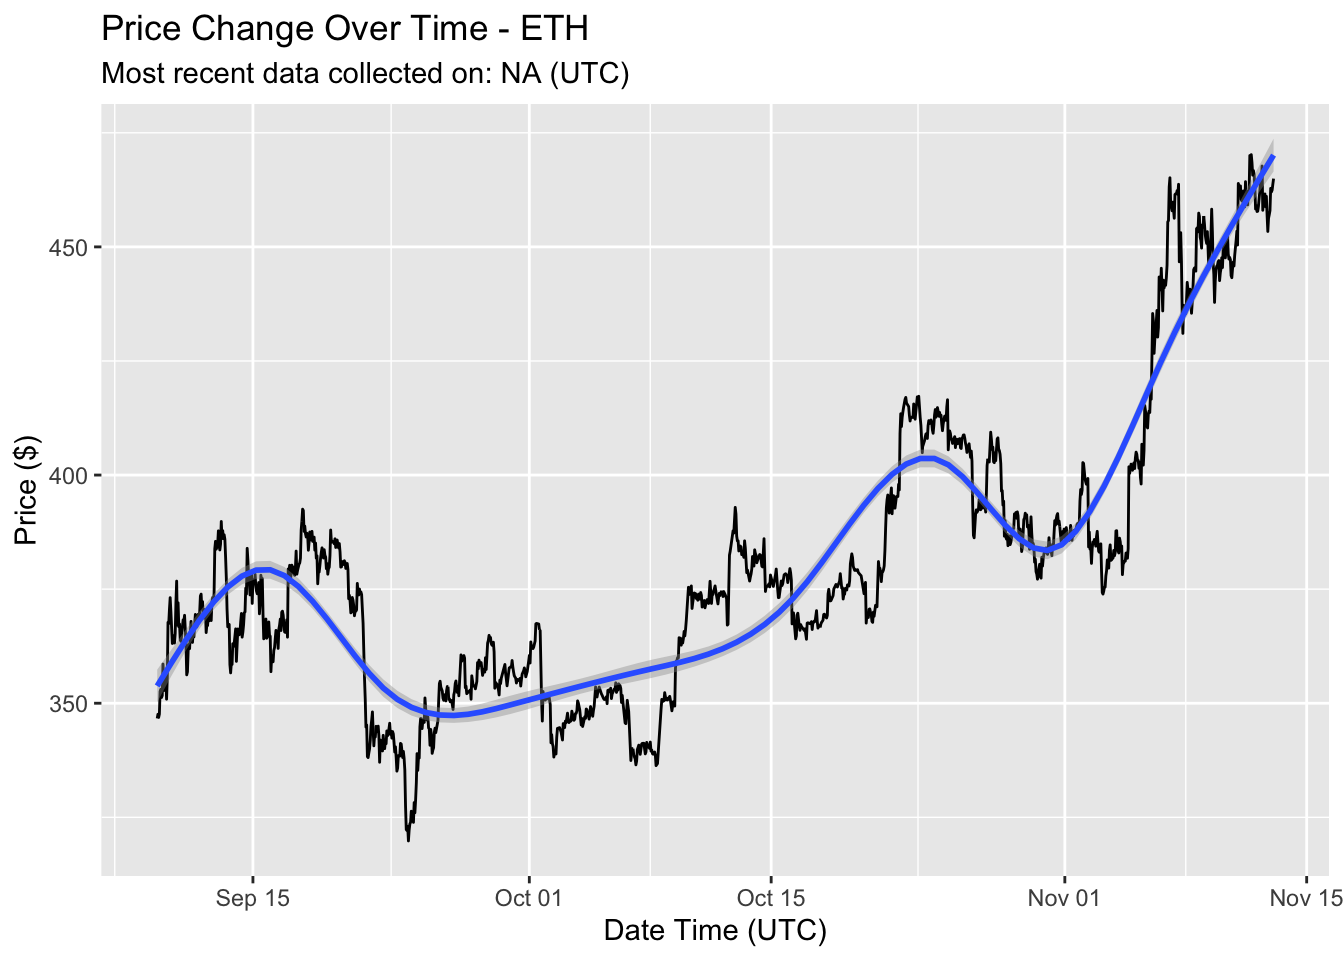 Price Change Over Time - ETH
Most recent data collected on: NA (UTC)
Price ($)
450
400
350
Sep 15
Oct 01
Oct 15
Nov 01
Nov 15
Date Time (UTC)